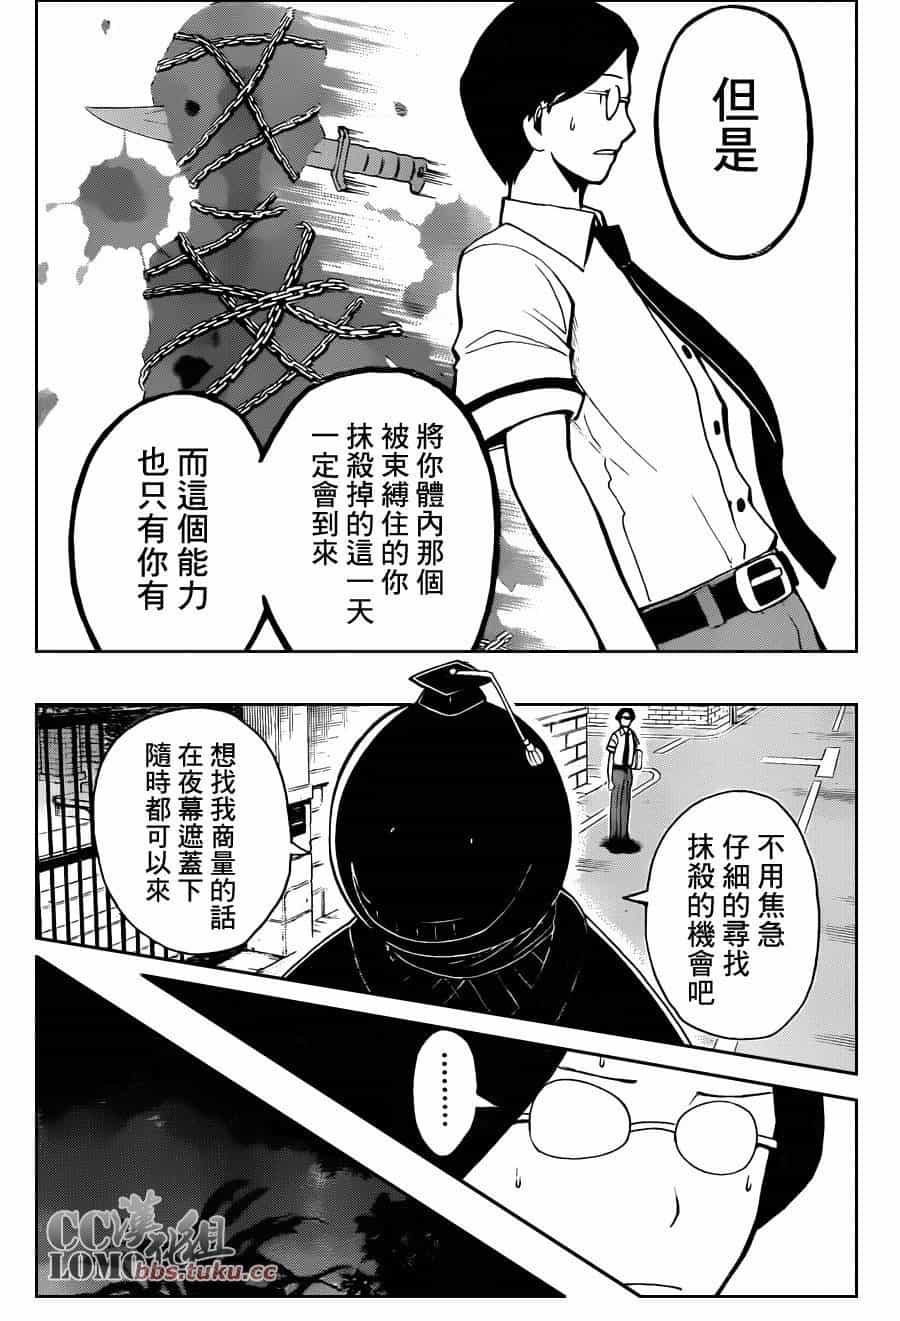 但是
將你體內那個
被束縛住的你
抹殺掉的這一天
一定會到來
而這個能力
也只有你有
不用焦急
仔細的尋找
抹殺的機會吧
想找我商量的話
在夜幕遮蓋下
隨時都可以來
………
CC漢化組
LOMO
bbs.tuku.cc